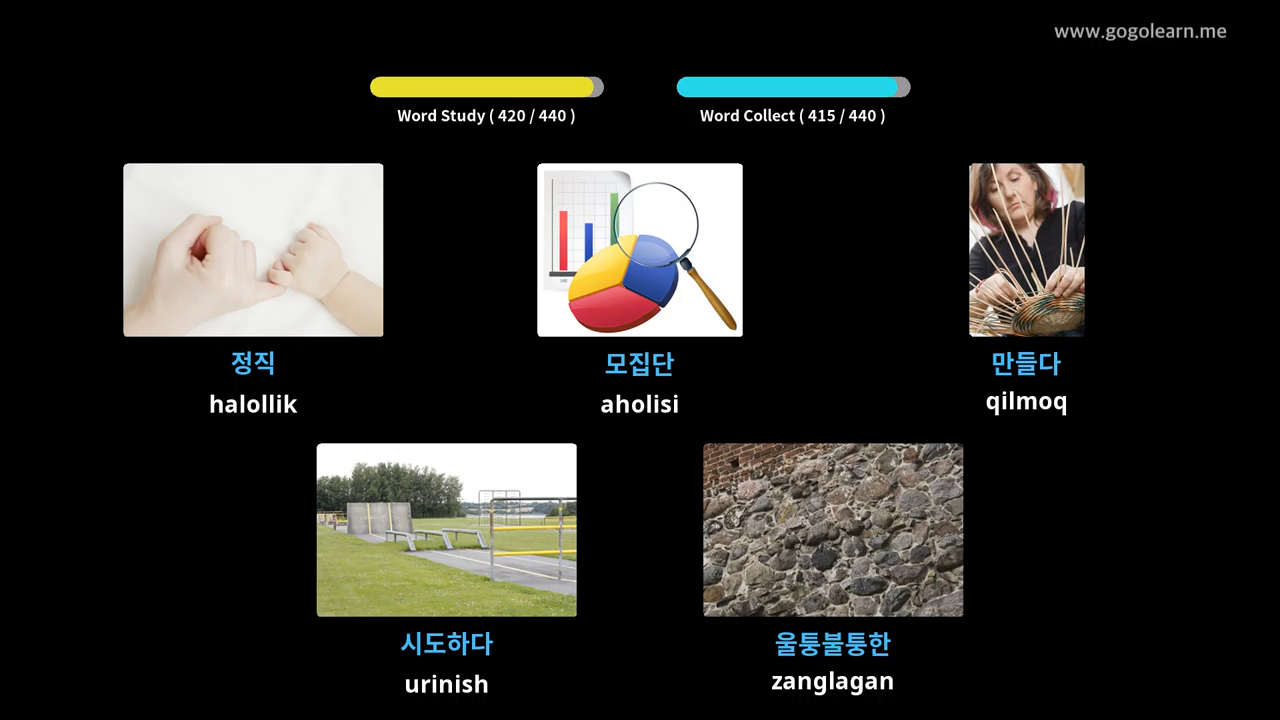 www.gogolearn.me
Word Study ( 420 / 440 )
Word Collect ( 415 / 440 )
정직
모집단
만들다
halollik
aholisi
qilmoq
시도하다
울퉁불퉁한
urinish
zanglagan